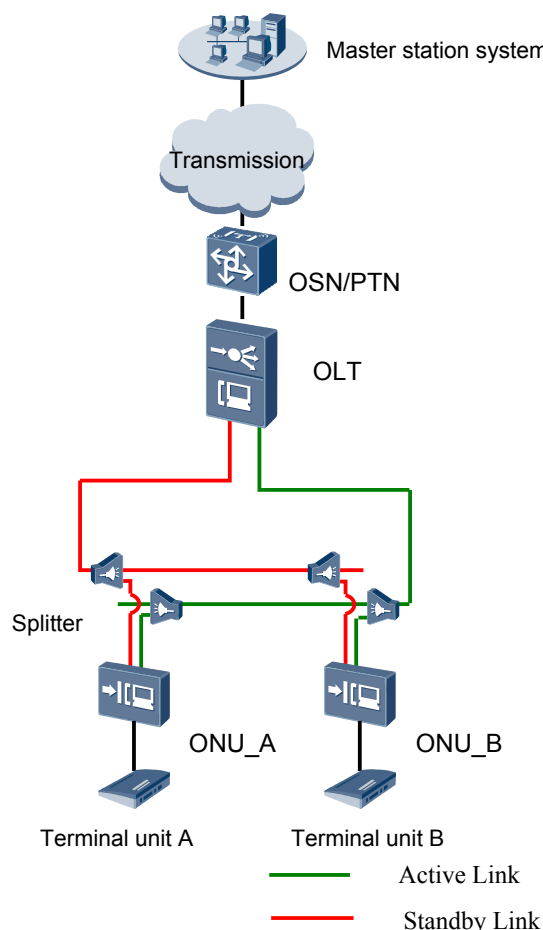 Master station system
Transmission
OSN/PTN
OLT
Splitter
ONU_A
ONU_B
Terminal unit A
Terminal unit B
Active Link
Standby Link